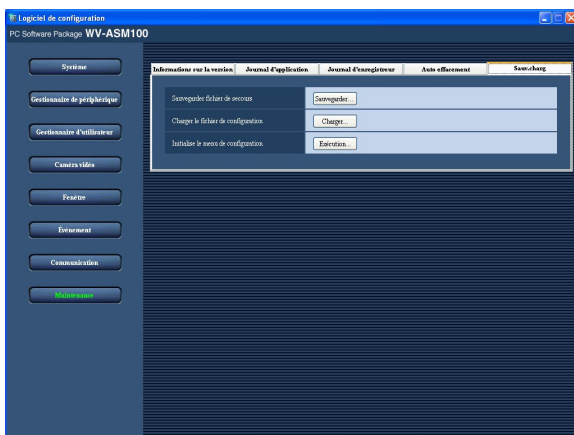 Logiciel de configuration
PC Software Package WV-ASM100
Système
Gestionnaire de périphérique
Gestionnaire d'utilisateur
Caméra vidéo
Fenêtre
Événement
Communication
Maintenance
Informations sur la version
Journal d'application
Journal d'enregistreur
Auto effacement
Sauv.charg
Sauvegarder fichier de secours
Sauvegarder...
Charger le fichier de configuration
Charger...
Initialise le menu de configuration
Exécution...